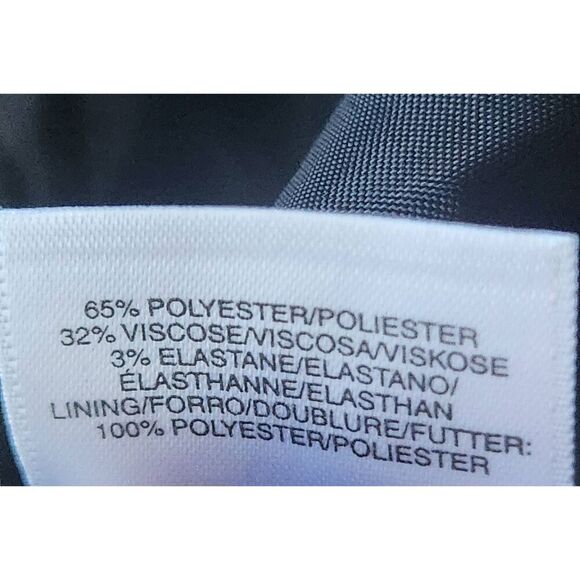 65% POLYESTER/POLIESTER
32% VISCOSE/VISCOSA/VISKOSE
3% ELASTANE/ELASTANO/
ÉLASTHANNE/ELASTHAN
LINING/FORRO/DOUBLURE/FUTTER:
100% POLYESTER/POLIESTER